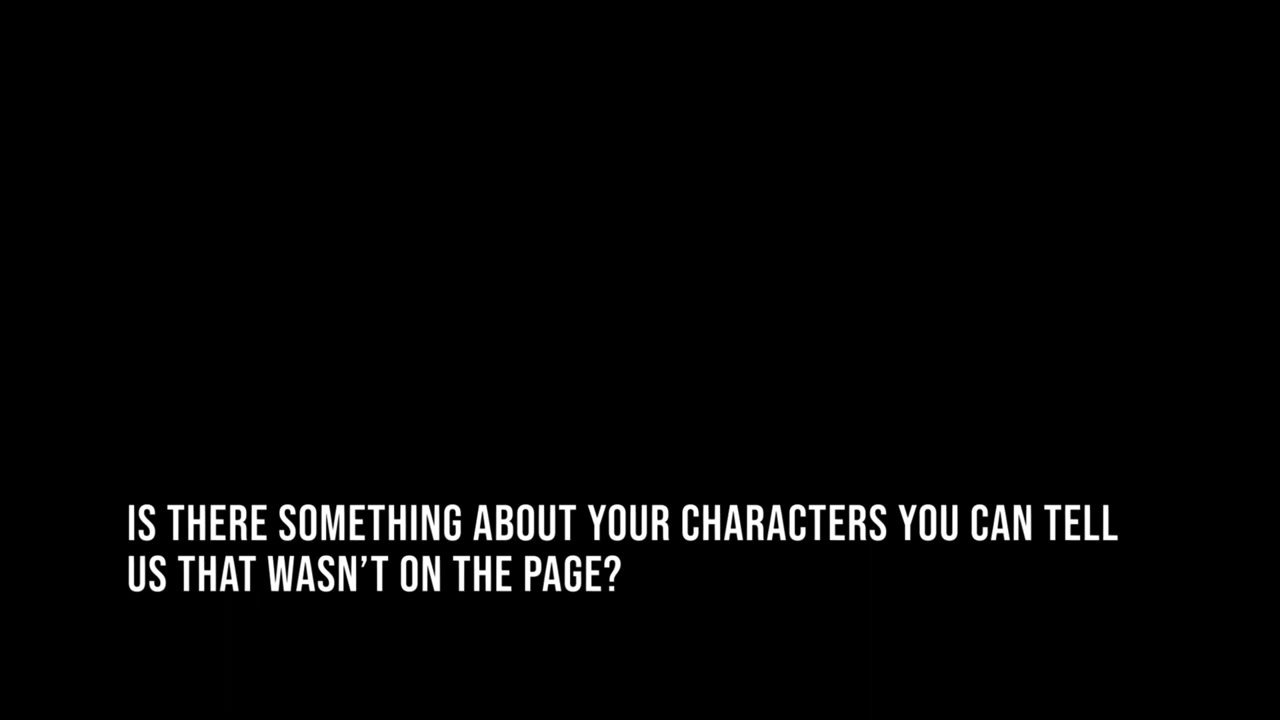 IS THERE SOMETHING ABOUT YOUR CHARACTERS YOU CAN TELL
US THAT WASN’T ON THE PAGE?